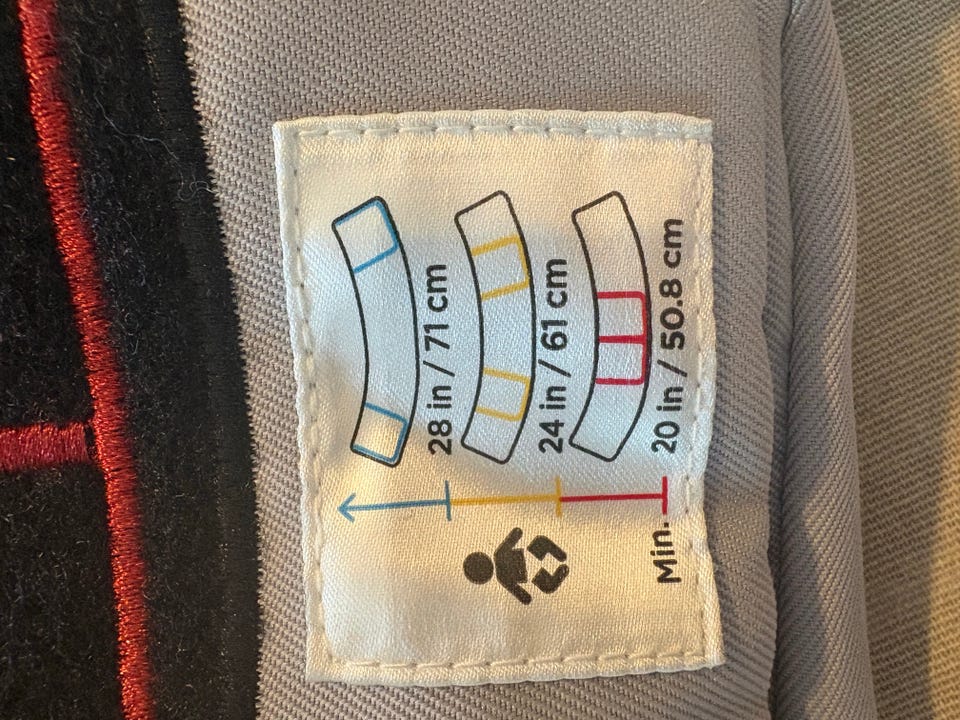 28 in / 71 cm
24 in / 61 cm
20 in / 50.8 cm
Min.